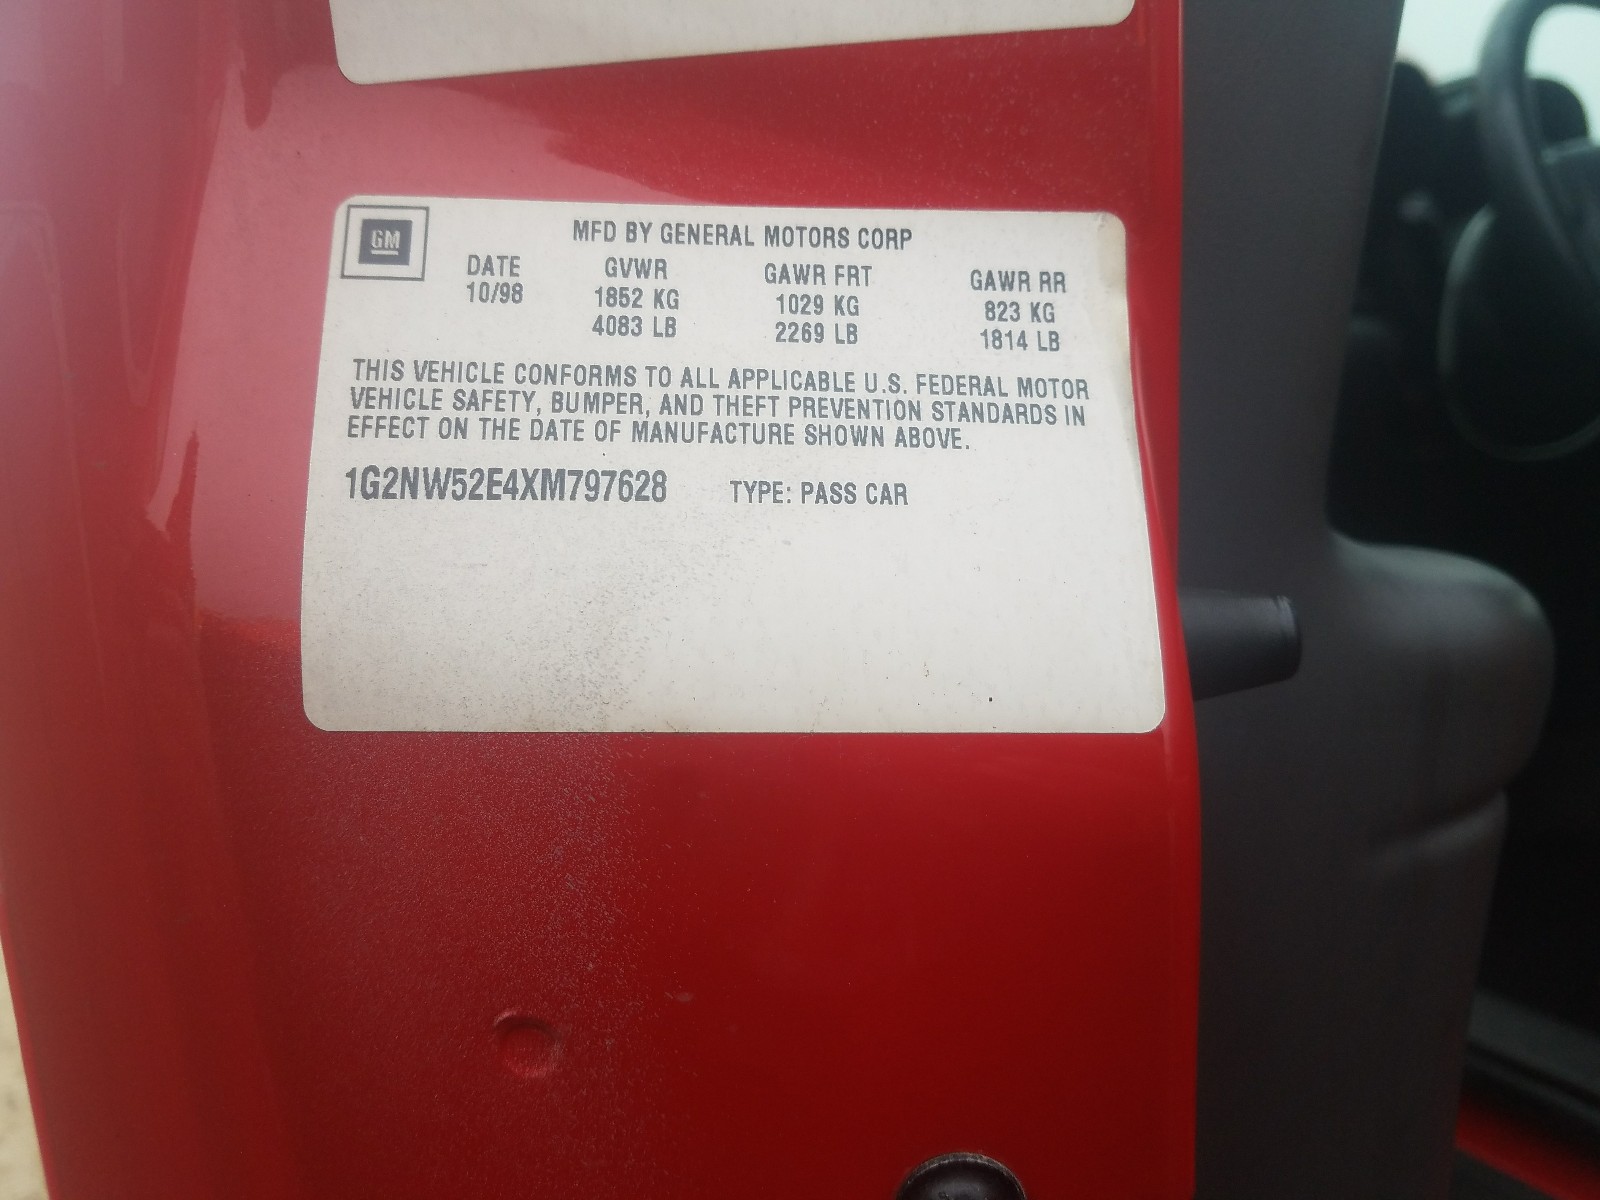 GM
MFD BY GENERAL MOTORS CORP
DATE GVWR GAWR FRT GAWR RR
10/98 1852 KG 1029 KG 823 KG
4083 LB 2269 LB 1814 LB
THIS VEHICLE CONFORMS TO ALL APPLICABLE U.S. FEDERAL MOTOR
VEHICLE SAFETY, BUMPER, AND THEFT PREVENTION STANDARDS IN
EFFECT ON THE DATE OF MANUFACTURE SHOWN ABOVE.
1G2NW52E4XM797628 TYPE: PASS CAR